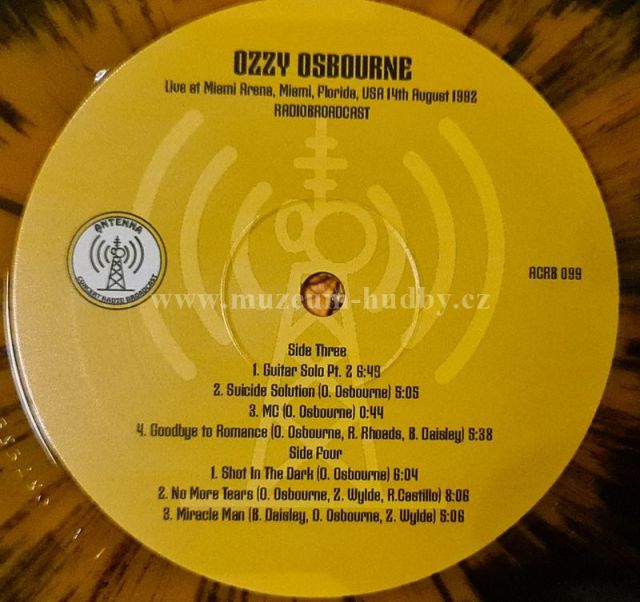 OZZY OSBOURNE
Live at Miami Arena, Miami, Florida, USA 14th August 1992
RADIOBROADCAST
ANTENNA
CONCERT RADIO BROADCAST
ACRB 099
www.muzeum-hudby.cz
Side Three
1. Guitar Solo Pt. 2 6:49
2. Suicide Solution (O. Osbourne) 5:05
3. MC (O. Osbourne) 0:44
4. Goodbye to Romance (O. Osbourne, R. Rhoads, B. Daisley) 5:38
Side Four
1. Shot In The Dark (O. Osbourne) 6:04
2. No More Tears (O. Osbourne, Z. Wylde, R.Castillo) 8:06
3. Miracle Man (B. Daisley, O. Osbourne, Z. Wylde) 5:06